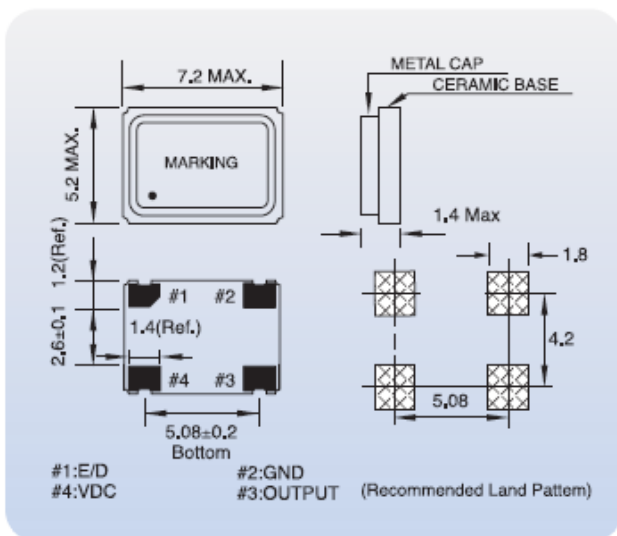 7.2 MAX.
METAL CAP
CERAMIC BASE
5.2 MAX.
MARKING
1.4 Max
1.2(Ref.)
#1 #2
1.8
2.6±0.1
1.4(Ref.)
4.2
#4 #3
5.08±0.2
Bottom
5.08
#1:E/D #2:GND
#4:VDC #3:OUTPUT (Recommended Land Pattem)